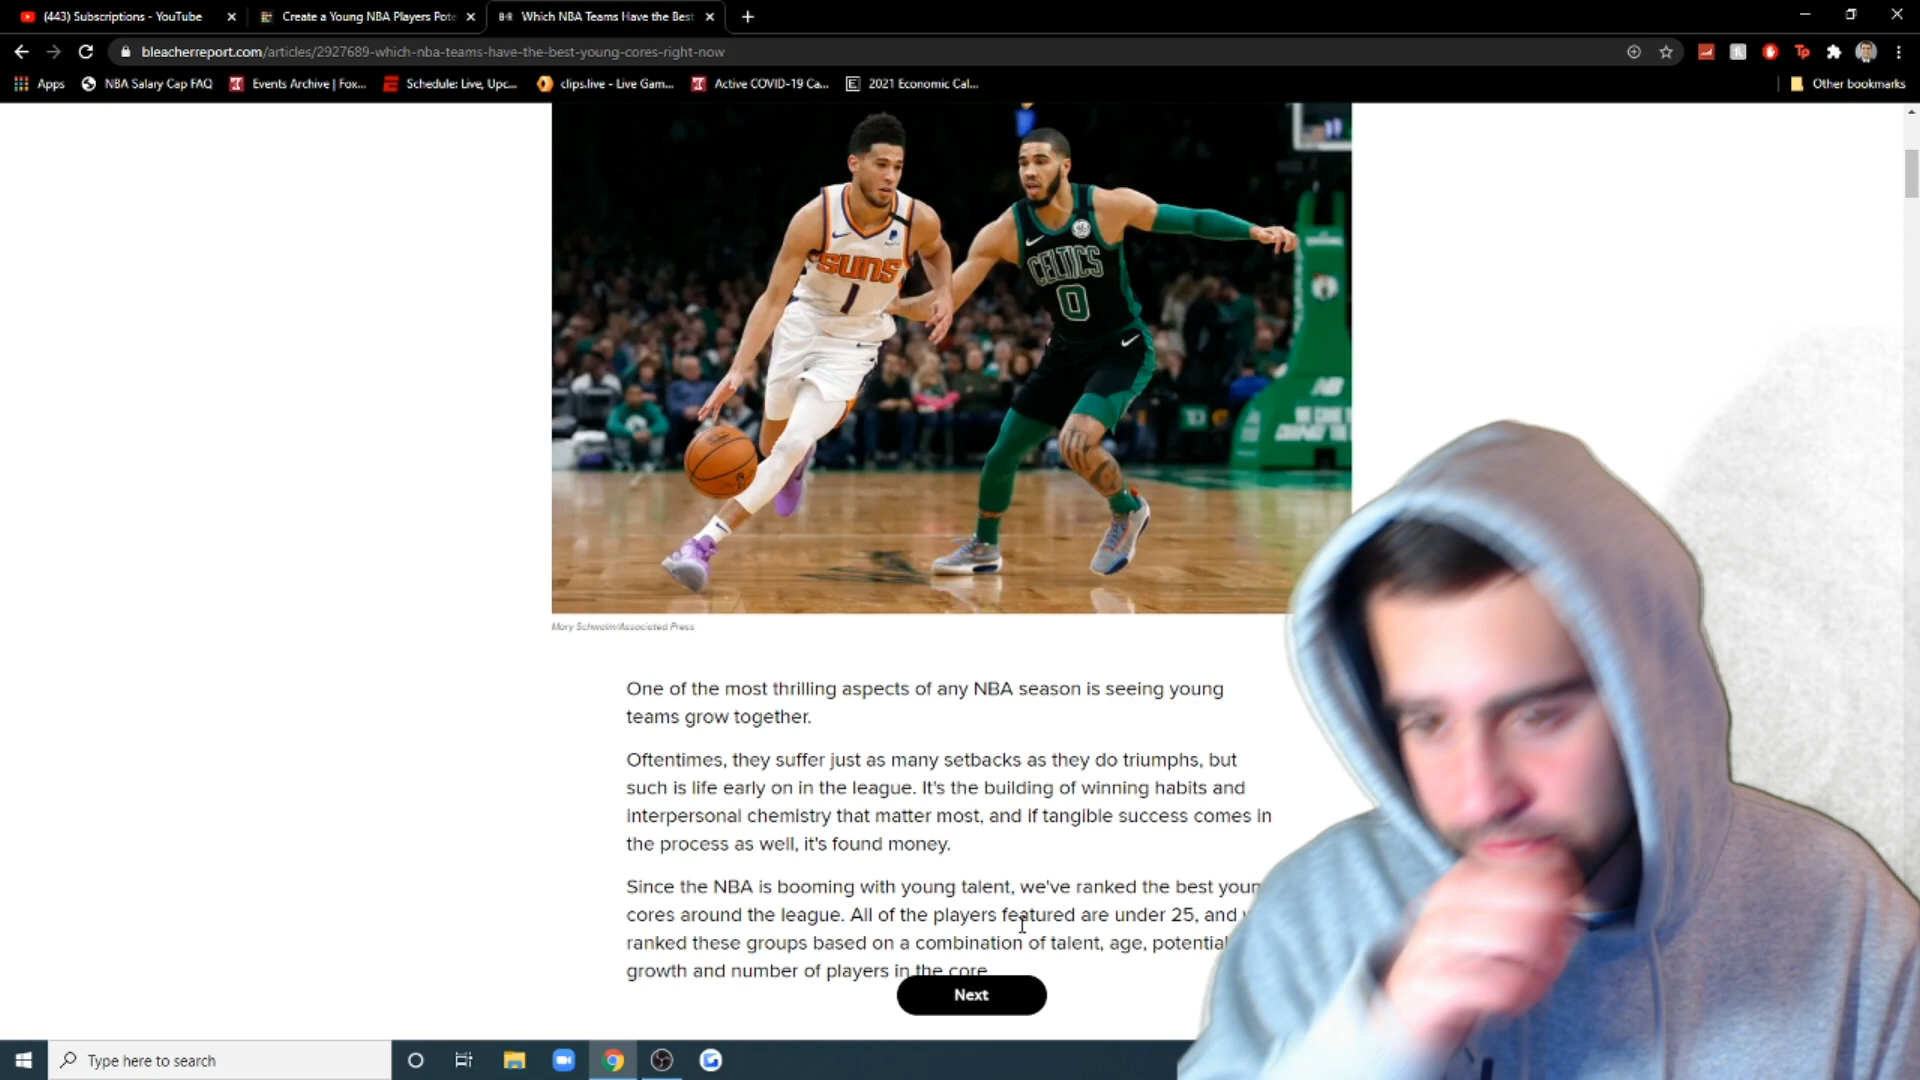 (443) Subscriptions - YouTube
Create a Young NBA Players Pote
B/R Which NBA Teams Have the Best
bleacherreport.com/articles/2927689-which-nba-teams-have-the-best-young-cores-right-now
Apps
NBA Salary Cap FAQ
Events Archive | Fox...
Schedule: Live, Upc...
clips.live - Live Gam...
Active COVID-19 Ca...
2021 Economic Cal...
Other bookmarks
SUNS
1
CELTICS
0
Mary Schwalm/Associated Press
One of the most thrilling aspects of any NBA season is seeing young
teams grow together.
Oftentimes, they suffer just as many setbacks as they do triumphs, but
such is life early on in the league. It's the building of winning habits and
interpersonal chemistry that matter most, and if tangible success comes in
the process as well, it's found money.
Since the NBA is booming with young talent, we've ranked the best youn
cores around the league. All of the players featured are under 25, and
ranked these groups based on a combination of talent, age, potential
growth and number of players in the core
Next
Type here to search